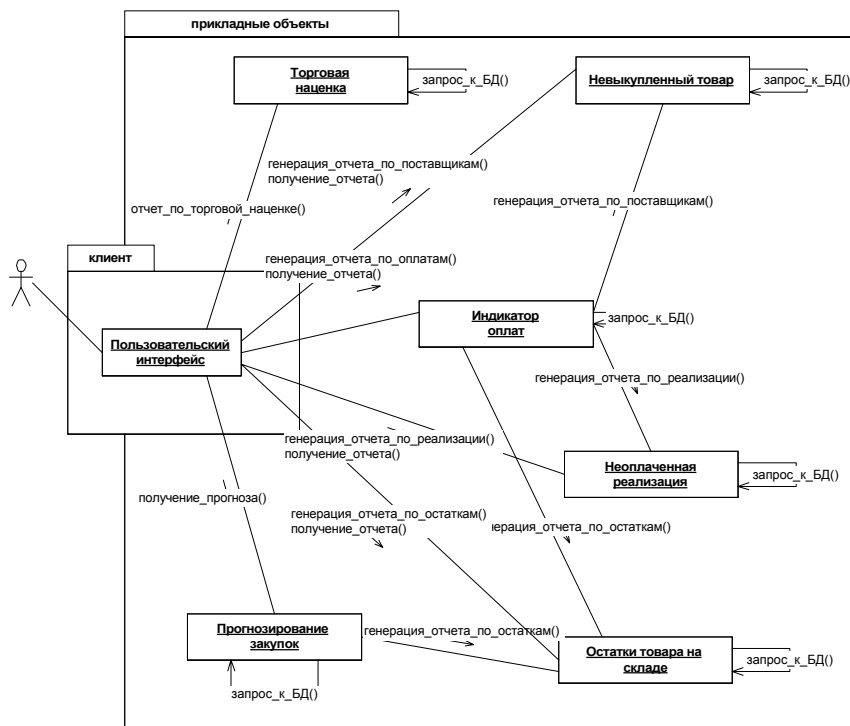 прикладные объекты
Торговая
наценка
запрос_к_БД()
Невыкупленный товар
запрос_к_БД()
генерация_отчета_по_поставщикам()
получение_отчета()
отчет_по_торговой_наценке()
генерация_отчета_по_поставщикам()
клиент
генерация_отчета_по_оплатам()
получение_отчета()
Индикатор
оплат
запрос_к_БД()
Пользовательский
интерфейс
генерация_отчета_по_реализации()
генерация_отчета_по_реализации()
получение_отчета()
Неоплаченная
реализация
запрос_к_БД()
получение_прогноза()
генерация_отчета_по_остаткам()
получение_отчета()
нерация_отчета_по_остаткам()
Прогнозирование
закупок
генерация_отчета_по_остаткам()
Остатки товара на
складе
запрос_к_БД()
запрос_к_БД()